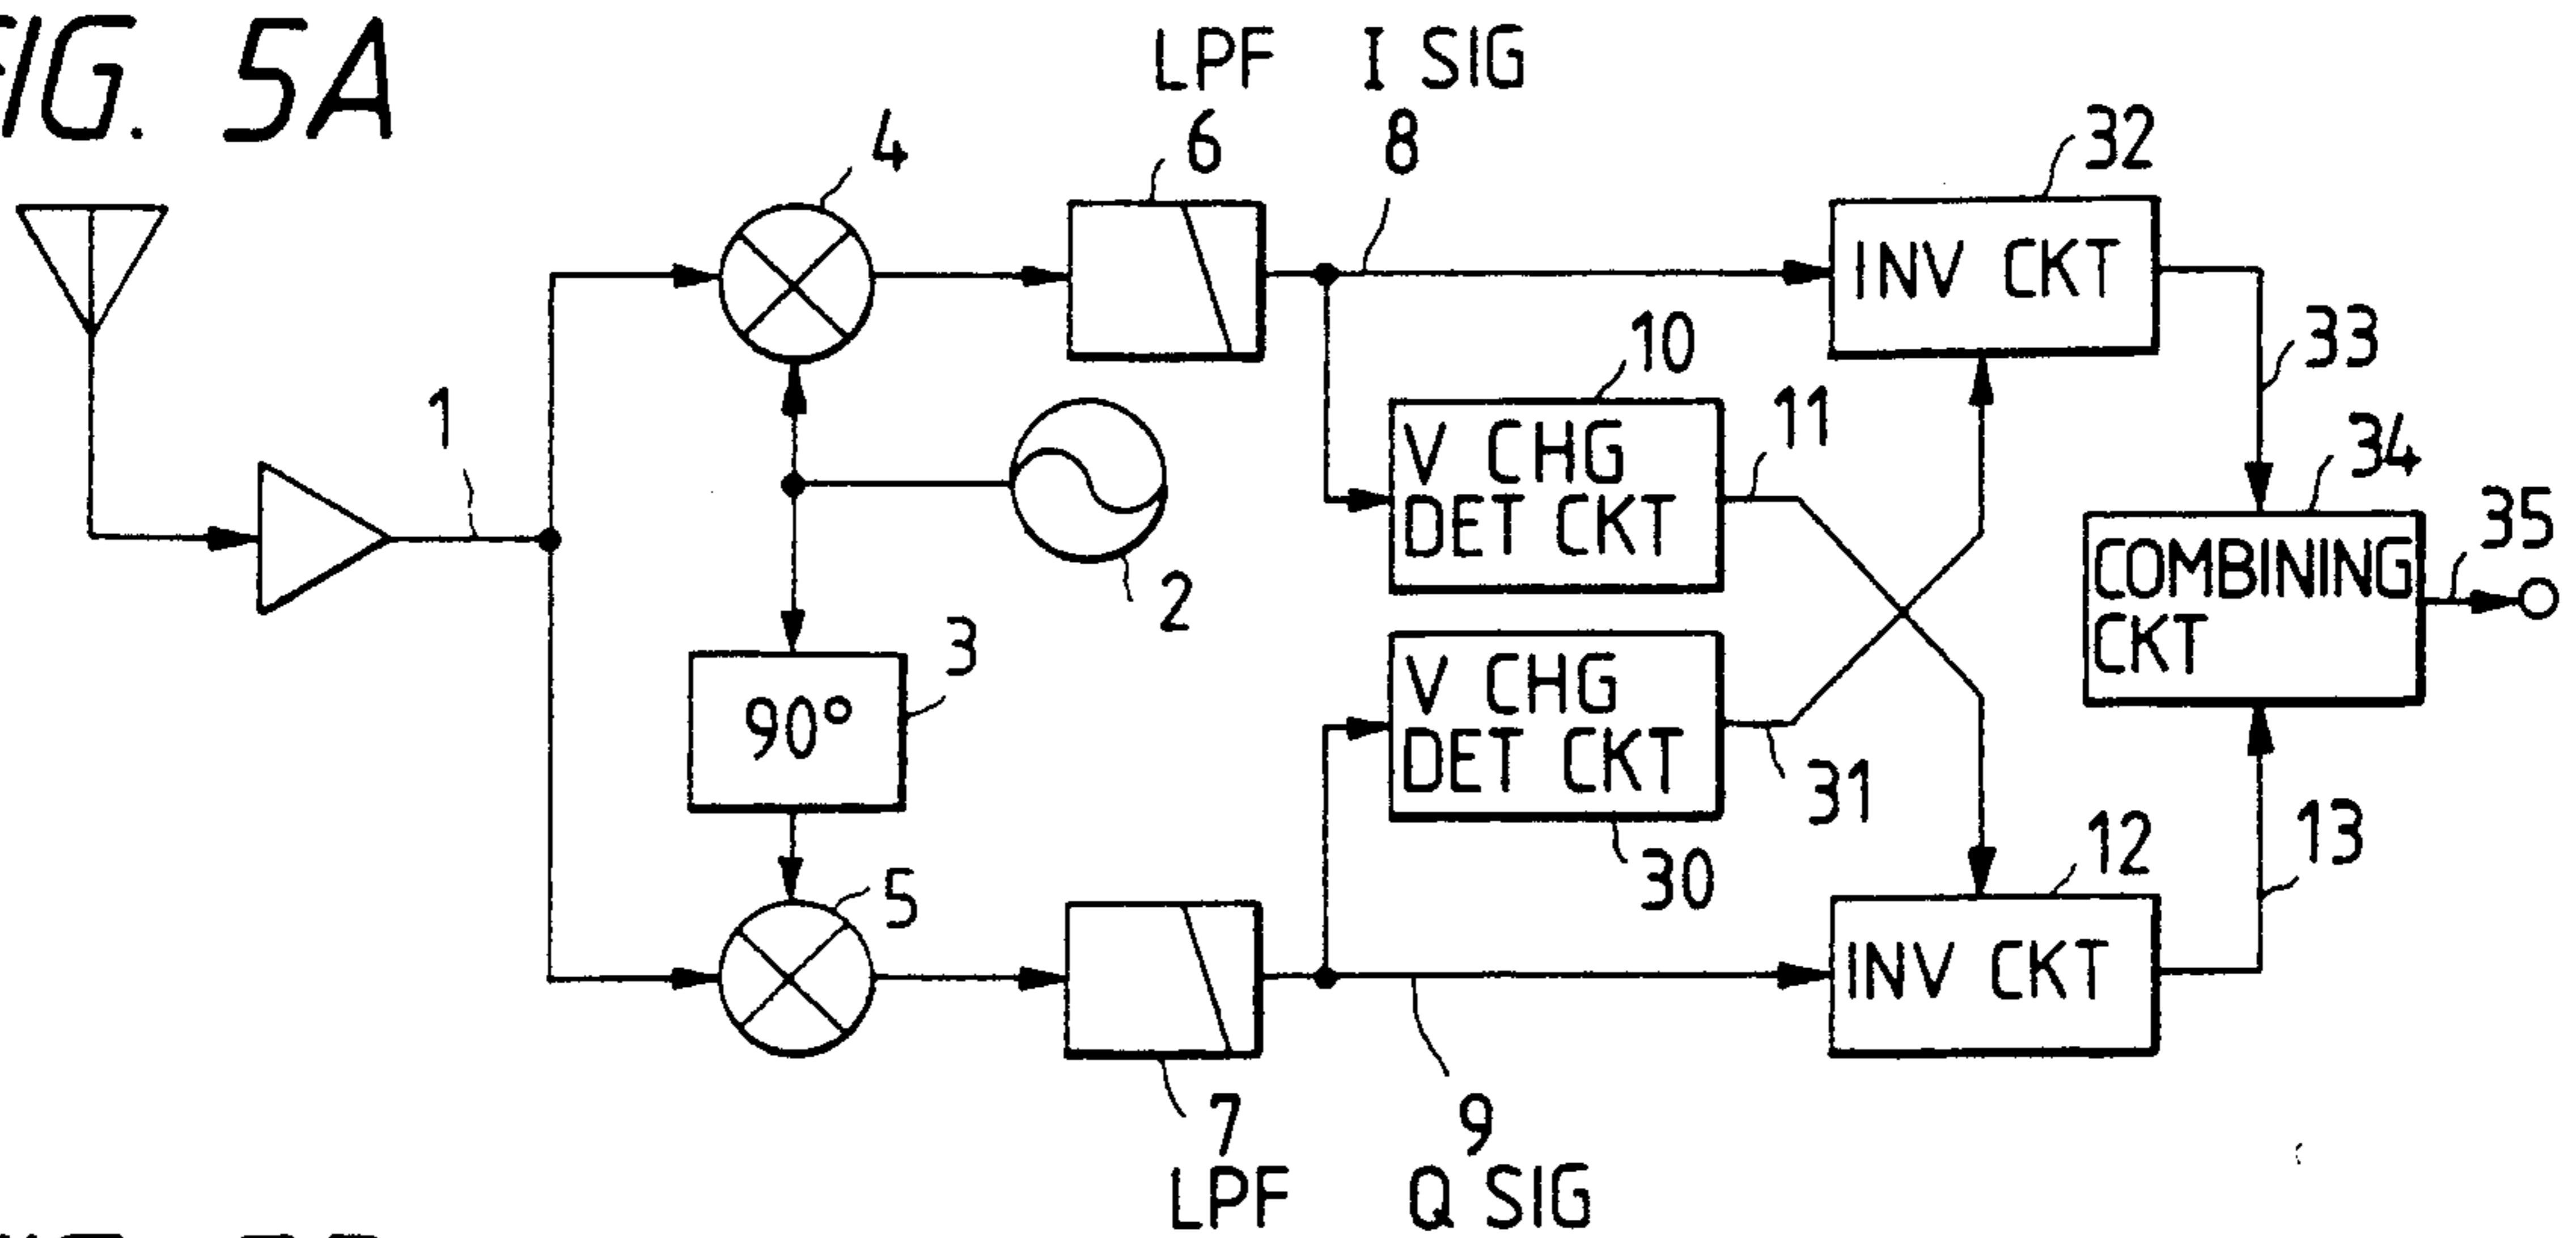 FIG. 5A
LPF I SIG
4
6
8
32
INV CKT
10
33
1
V CHG
DET CKT
11
34
2
35
COMBINING
CKT
3
90°
V CHG
DET CKT
31
30
12
13
5
INV CKT
7
9
LPF Q SIG